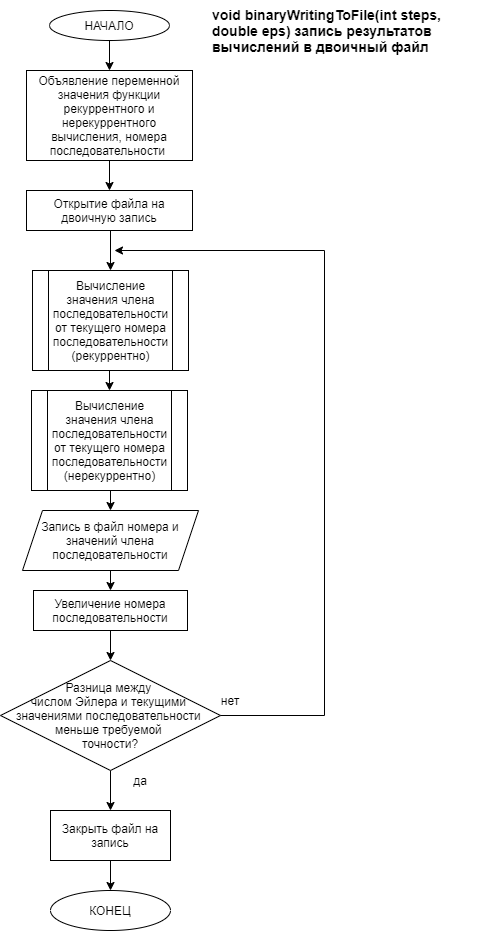 void binaryWritingToFile(int steps,
double eps) запись результатов
вычислений в двоичный файл
НАЧАЛО
Объявление переменной
значения функции
рекуррентного и
нерекуррентного
вычисления, номера
последовательности
Открытие файла на
двоичную запись
Вычисление
значения члена
последовательности
от текущего номера
последовательности
(рекуррентно)
Вычисление
значения члена
последовательности
от текущего номера
последовательности
(нерекуррентно)
Запись в файл номера и
значений члена
последовательности
Увеличение номера
последовательности
Разница между
числом Эйлера и текущими
значениями последовательности
меньше требуемой
точности?
нет
да
Закрыть файл на
запись
КОНЕЦ